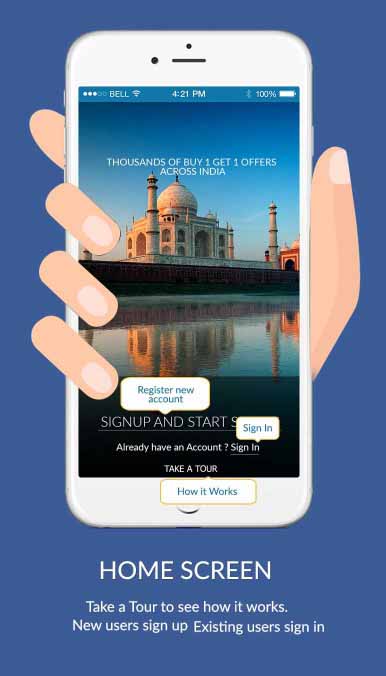 BELL 4:21 PM 100%
THOUSANDS OF BUY 1 GET 1 OFFERS
ACROSS INDIA
Register new
account
SIGNUP AND START S
Sign In
Already have an Account ? Sign In
TAKE A TOUR
How it Works
HOME SCREEN
Take a Tour to see how it works.
New users sign up Existing users sign in